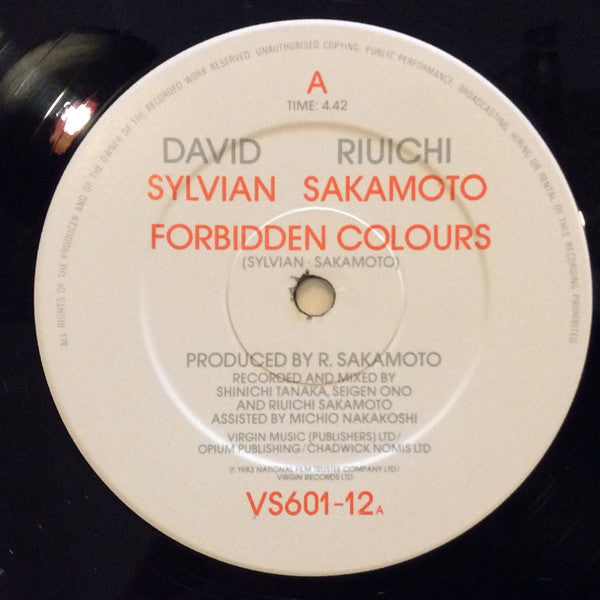 ALL RIGHTS OF THE PRODUCER AND OF THE OWNER OF THE RECORDED WORK RESERVED. UNAUTHORISED COPYING, PUBLIC PERFORMANCE, BROADCASTING, HIRING OR RENTAL OF THIS RECORDING PROHIBITED
A
TIME: 4.42
DAVID RIUICHI
SYLVIAN SAKAMOTO
FORBIDDEN COLOURS
(SYLVIAN · SAKAMOTO)
PRODUCED BY R. SAKAMOTO
RECORDED AND MIXED BY
SHINICHI TANAKA, SEIGEN ONO
AND RIUICHI SAKAMOTO
ASSISTED BY MICHIO NAKAKOSHI
VIRGIN MUSIC (PUBLISHERS) LTD/
OPIUM PUBLISHING/CHADWICK NOMIS LTD
℗ 1983 NATIONAL FILM TRUSTEE COMPANY LTD/
VIRGIN RECORDS LTD
VS601-12 A